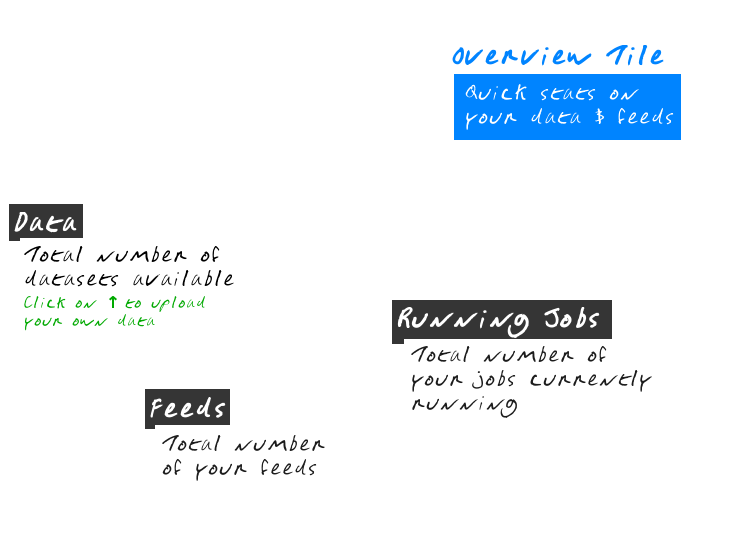 Overview Tile
Quick stats on
your data & feeds
Data
Total number of
datasets available
Click on ↑ to upload
your own data
Running Jobs
Total number of
your jobs currently
running
Feeds
Total number
of your feeds